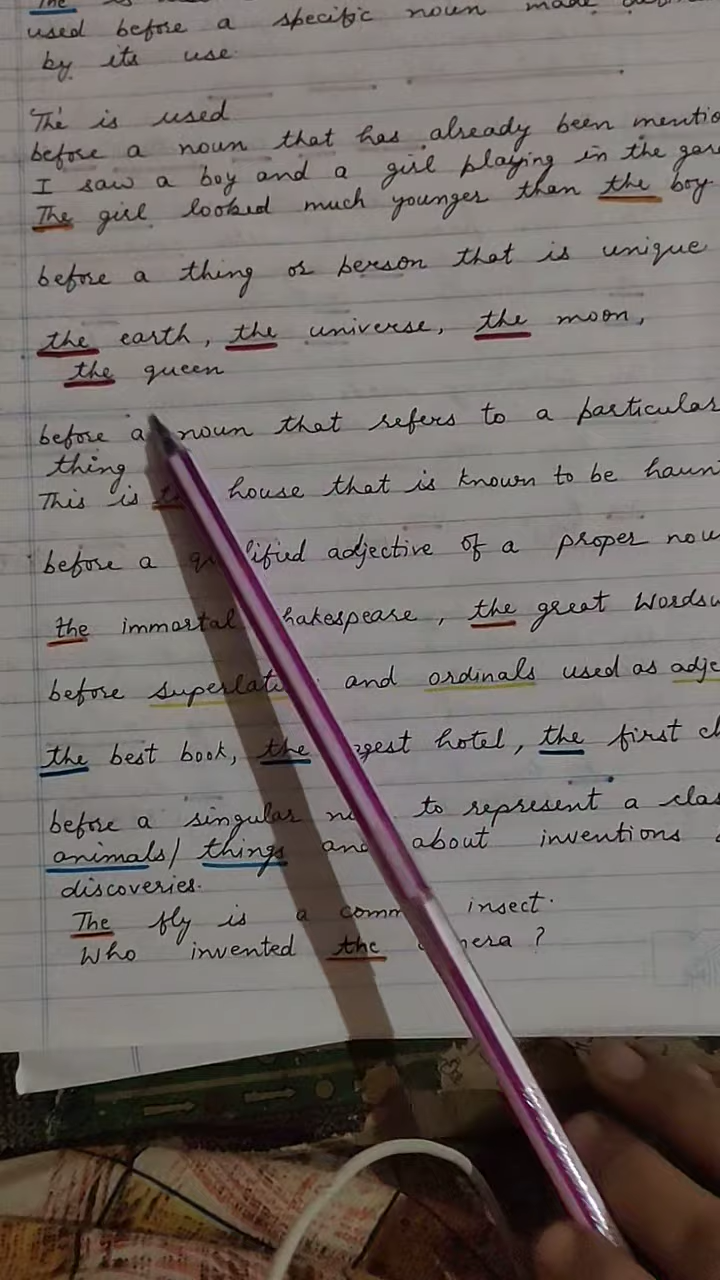 The is
used before a specific noun made
by its use.
The is used
before a noun that has already been
I saw a boy and a girl playing in the
The girl looked much younger than the boy
before a thing or person that is unique
the earth, the universe, the moon,
the queen
before a noun that refers to a particular
thing
This is house that is known to be
before a adjective of a proper
the immortal Shakespeare, the great
before and ordinals used as
the best book, the hotel, the first
before a singular to represent a
animals/ things and about inventions
discoveries.
The fly is a insect.
Who invented the ?